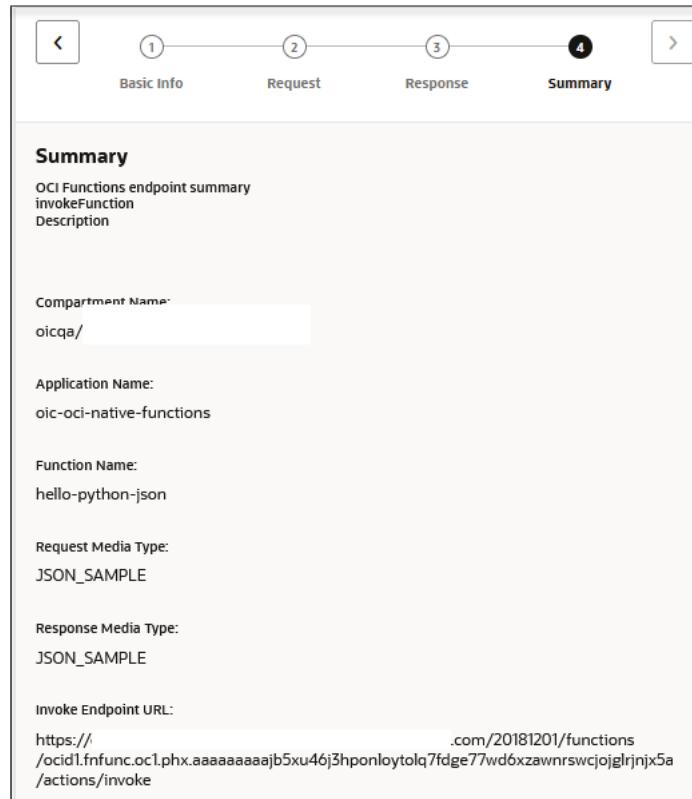 1 2 3 4
Basic Info Request Response Summary
Summary
OCI Functions endpoint summary
invokeFunction
Description
Compartment Name:
oicqa/
Application Name:
oic-oci-native-functions
Function Name:
hello-python-json
Request Media Type:
JSON_SAMPLE
Response Media Type:
JSON_SAMPLE
Invoke Endpoint URL:
https:// .com/20181201/functions
/ocid1.fnfunc.oc1.phx.aaaaaaaaajb5xu46j3hponloytolq7fdge77wd6xzawnrswcjojglrjnjx5a
/actions/invoke